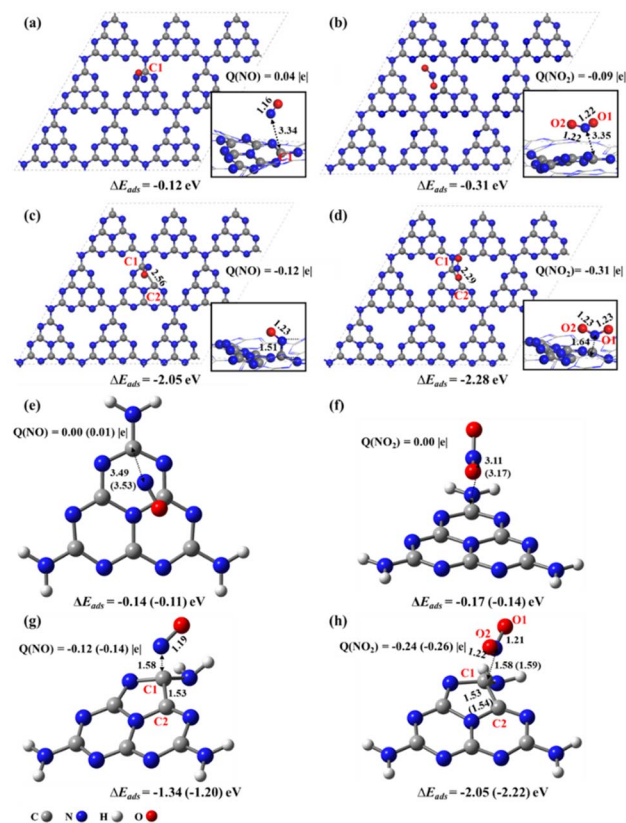 (a)
C1
Q(NO) = 0.04 |e|
1.16
3.34
C1
ΔEads = -0.12 eV
(b)
Q(NO2) = -0.09 |e|
O2
1.22
O1
1.22
3.35
ΔEads = -0.31 eV
(c)
C1
2.56
C2
Q(NO) = -0.12 |e|
1.23
1.51
ΔEads = -2.05 eV
(d)
C1
2.29
C2
Q(NO2)= -0.31 |e|
O2
1.23
1.23
1.64
O1
ΔEads = -2.28 eV
(e)
Q(NO) = 0.00 (0.01) |e|
3.49
(3.53)
ΔEads = -0.14 (-0.11) eV
(f)
Q(NO2) = 0.00 |e|
3.11
(3.17)
ΔEads = -0.17 (-0.14) eV
(g)
Q(NO) = -0.12 (-0.14) |e|
1.19
1.58
C1
1.53
C2
ΔEads = -1.34 (-1.20) eV
(h)
Q(NO2) = -0.24 (-0.26) |e|
O1
O2
1.21
1.22
1.58 (1.59)
C1
1.53
(1.54)
C2
ΔEads = -2.05 (-2.22) eV
C N H O